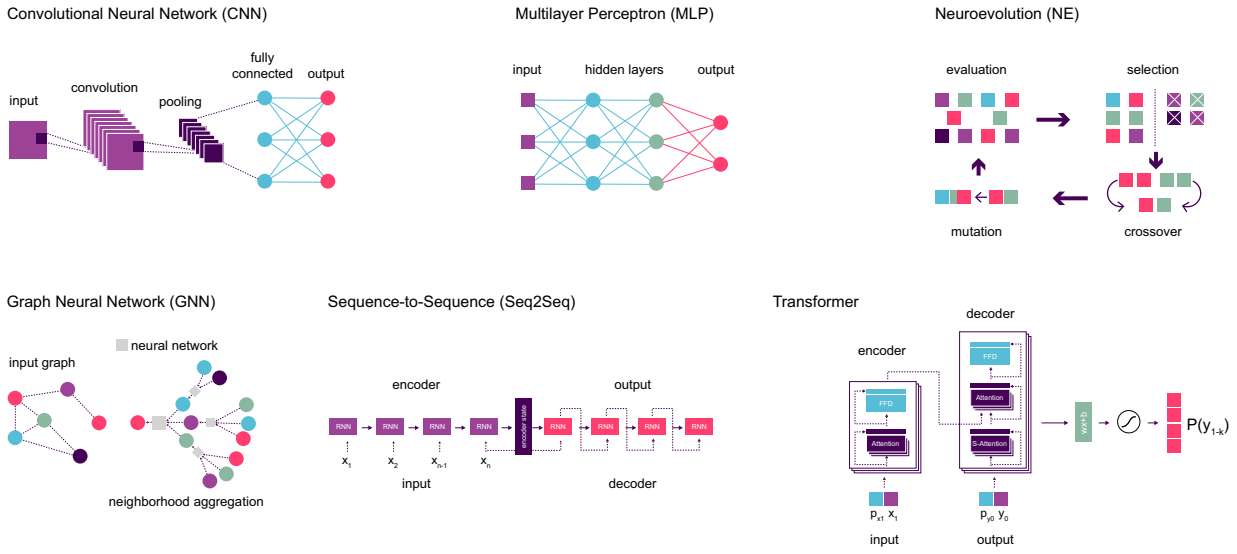 Convolutional Neural Network (CNN)
input
convolution
pooling
fully
connected
output
Multilayer Perceptron (MLP)
input
hidden layers
output
Neuroevolution (NE)
evaluation
selection
mutation
crossover
Graph Neural Network (GNN)
input graph
neural network
neighborhood aggregation
Sequence-to-Sequence (Seq2Seq)
encoder
output
RNN
RNN
RNN
RNN
encoder state
RNN
RNN
RNN
RNN
x1
x2
xn-1
xn
input
decoder
Transformer
encoder
decoder
FFD
Attention
FFD
Attention
S-Attention
wx+b
P(y1-k)
px1 x1
py0 y0
input
output